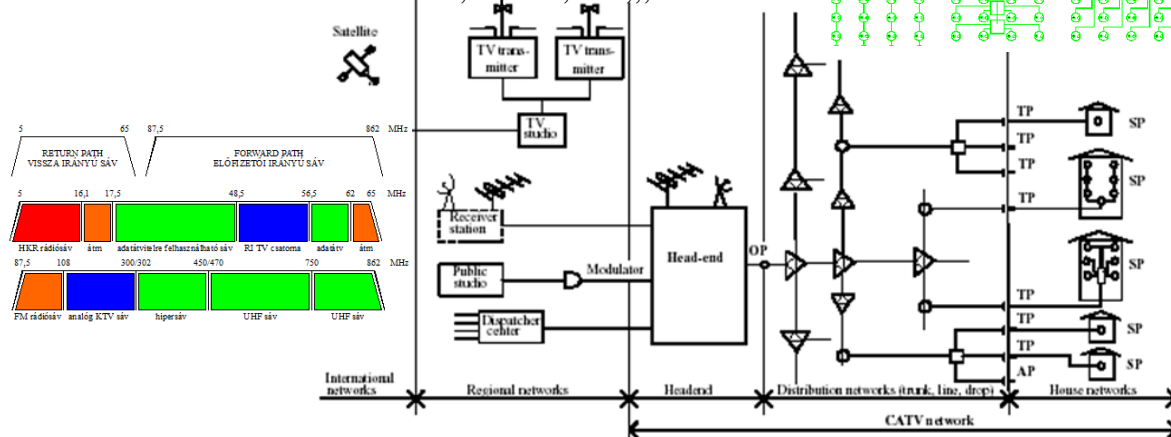 Satellite
TV trans-
mitter
TV trans-
mitter
TV
studio
5 65 87,5 862 MHz
RETURN PATH
VISSZA IRÁNYÚ SÁV
FORWARD PATH
ELŐFIZETŐI IRÁNYÚ SÁV
5 16,1 17,5 48,5 56,5 62 65 MHz
HKR rádiósáv átm adatátvitelre felhasználható sáv RI TV csatorna adatátv átm
87,5 108 300/302 450/470 750 862 MHz
FM rádiósáv analóg KTV sáv hipersáv UHF sáv UHF sáv
Receiver
station
Public
studio
Modulator
Dispatcher
center
Head-end
OP
TP
SP
TP
TP
SP
TP
SP
TP
TP
SP
TP
SP
AP
International
networks
Regional networks
Headend
Distribution networks (trunk, line, drop)
House networks
CATV network